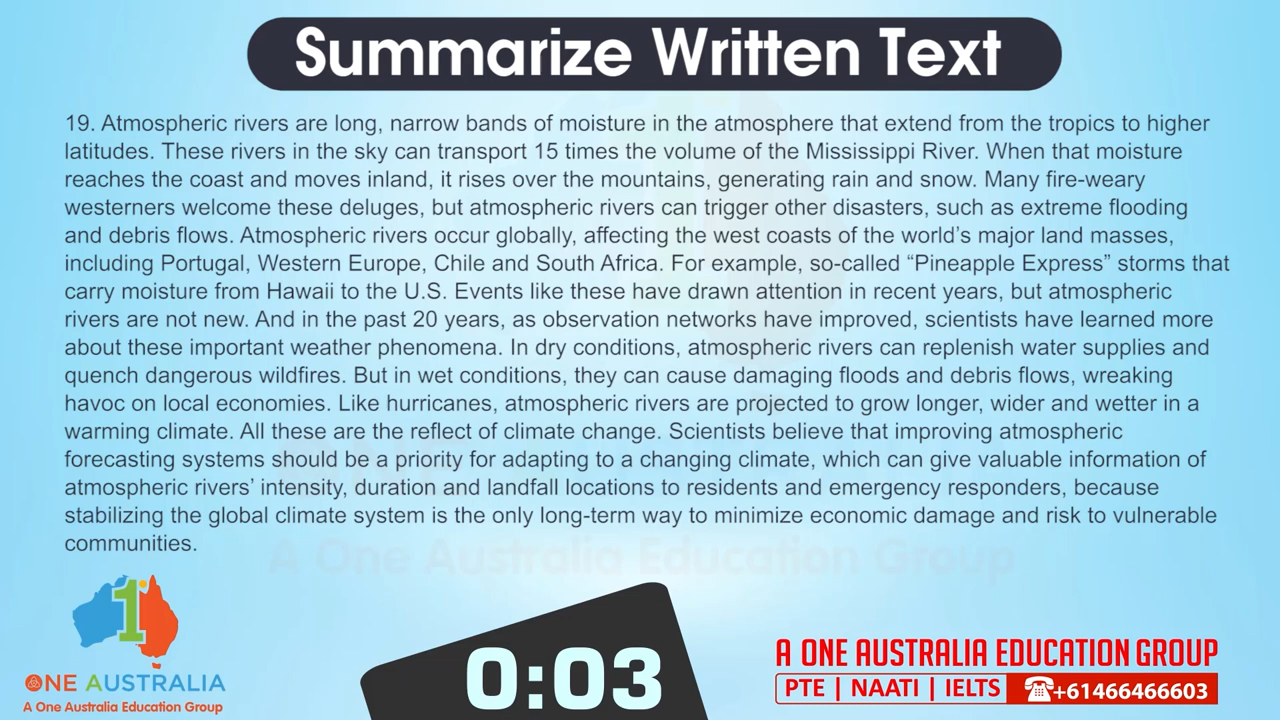 Summarize Written Text
19. Atmospheric rivers are long, narrow bands of moisture in the atmosphere that extend from the tropics to higher
latitudes. These rivers in the sky can transport 15 times the volume of the Mississippi River. When that moisture
reaches the coast and moves inland, it rises over the mountains, generating rain and snow. Many fire-weary
westerners welcome these deluges, but atmospheric rivers can trigger other disasters, such as extreme flooding
and debris flows. Atmospheric rivers occur globally, affecting the west coasts of the world's major land masses,
including Portugal, Western Europe, Chile and South Africa. For example, so-called “Pineapple Express” storms that
carry moisture from Hawaii to the U.S. Events like these have drawn attention in recent years, but atmospheric
rivers are not new. And in the past 20 years, as observation networks have improved, scientists have learned more
about these important weather phenomena. In dry conditions, atmospheric rivers can replenish water supplies and
quench dangerous wildfires. But in wet conditions, they can cause damaging floods and debris flows, wreaking
havoc on local economies. Like hurricanes, atmospheric rivers are projected to grow longer, wider and wetter in a
warming climate. All these are the reflect of climate change. Scientists believe that improving atmospheric
forecasting systems should be a priority for adapting to a changing climate, which can give valuable information of
atmospheric rivers' intensity, duration and landfall locations to residents and emergency responders, because
stabilizing the global climate system is the only long-term way to minimize economic damage and risk to vulnerable
communities.
A One Australia Education Group
1
ONE AUSTRALIA
A One Australia Education Group
0:03
A ONE AUSTRALIA EDUCATION GROUP
PTE | NAATI | IELTS +61466466603